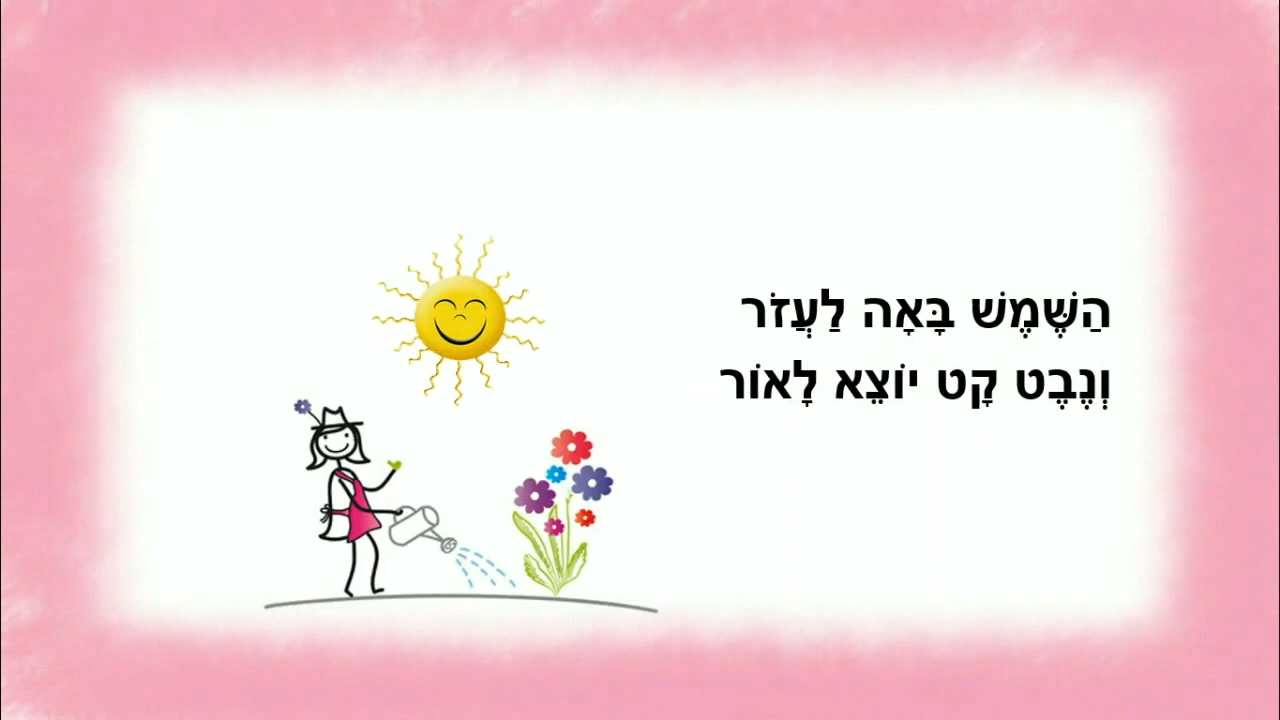 הַשֶּׁמֶשׁ בָּאָה לַעֲזֹר
וְנֶבֶט קָט יוֹצֵא לָאוֹר